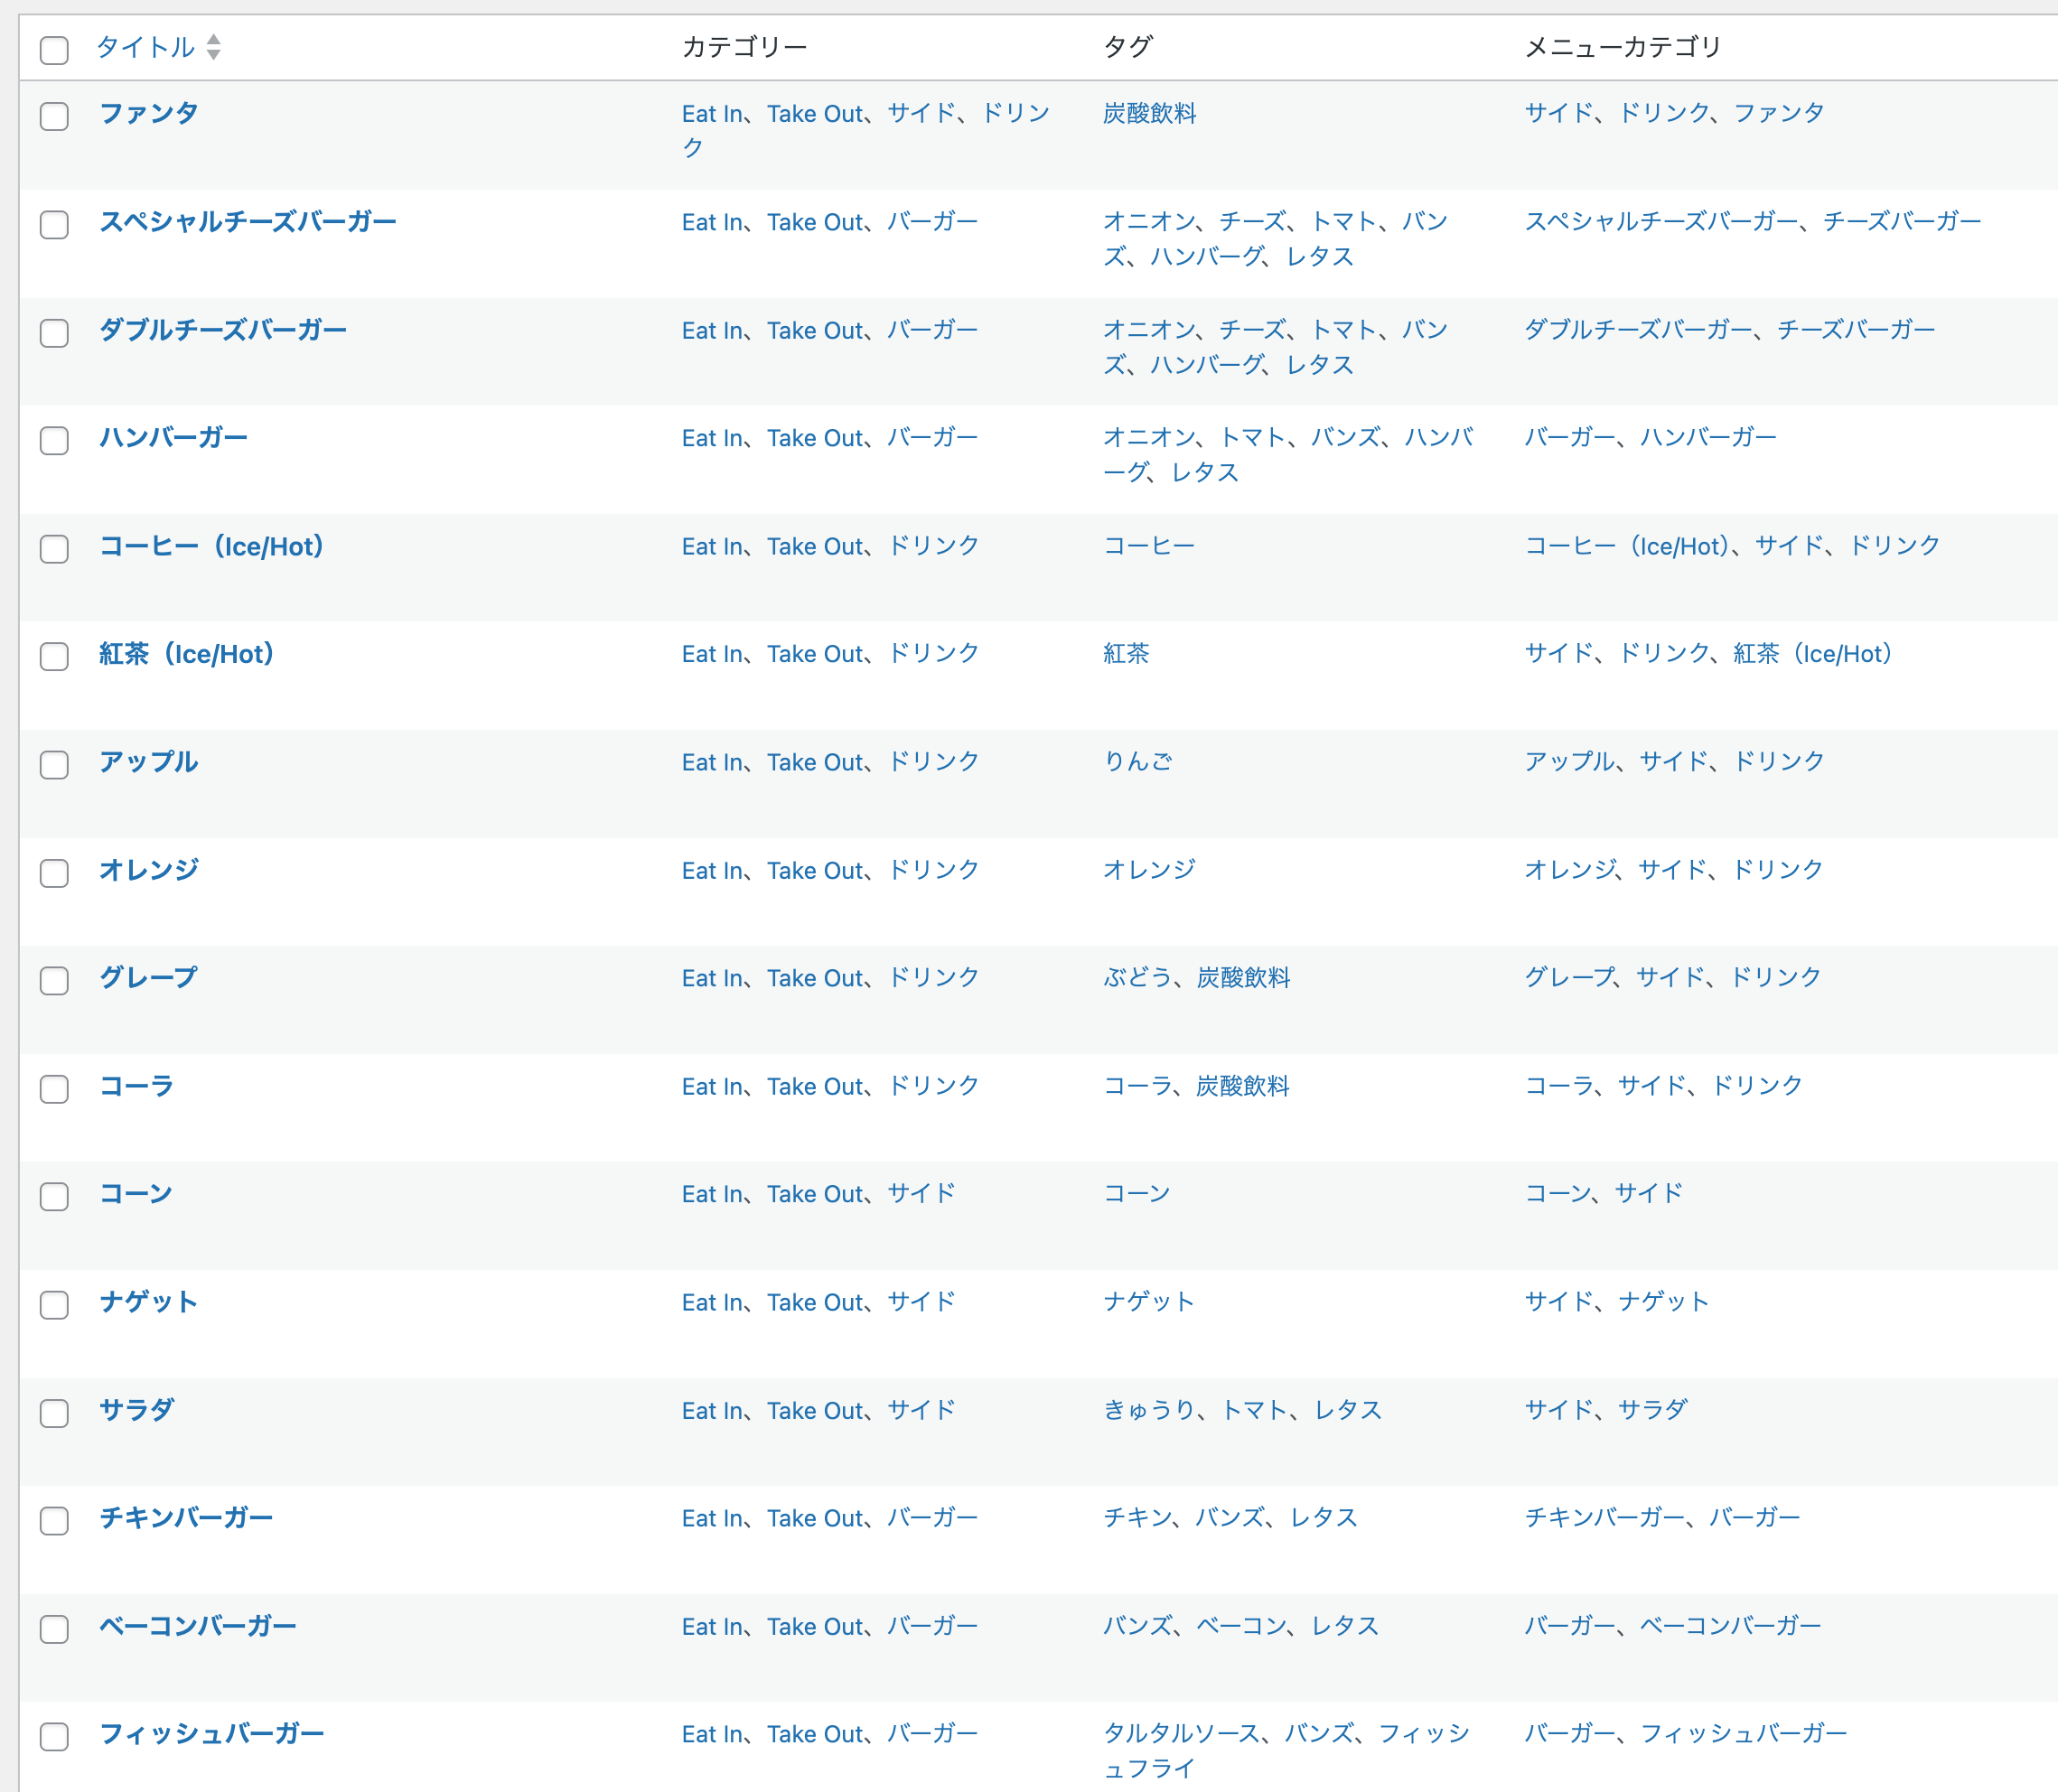 タイトル カテゴリー タグ メニューカテゴリ
ファンタ Eat In、Take Out、サイド、ドリン 炭酸飲料 サイド、ドリンク、ファンタ
ク
スペシャルチーズバーガー Eat In、Take Out、バーガー オニオン、チーズ、トマト、バン スペシャルチーズバーガー、チーズバーガー
ズ、ハンバーグ、レタス
ダブルチーズバーガー Eat In、Take Out、バーガー オニオン、チーズ、トマト、バン ダブルチーズバーガー、チーズバーガー
ズ、ハンバーグ、レタス
ハンバーガー Eat In、Take Out、バーガー オニオン、トマト、バンズ、ハンバ バーガー、ハンバーガー
ーグ、レタス
コーヒー（Ice/Hot） Eat In、Take Out、ドリンク コーヒー コーヒー（Ice/Hot）、サイド、ドリンク
紅茶（Ice/Hot） Eat In、Take Out、ドリンク 紅茶 サイド、ドリンク、紅茶（Ice/Hot）
アップル Eat In、Take Out、ドリンク りんご アップル、サイド、ドリンク
オレンジ Eat In、Take Out、ドリンク オレンジ オレンジ、サイド、ドリンク
グレープ Eat In、Take Out、ドリンク ぶどう、炭酸飲料 グレープ、サイド、ドリンク
コーラ Eat In、Take Out、ドリンク コーラ、炭酸飲料 コーラ、サイド、ドリンク
コーン Eat In、Take Out、サイド コーン コーン、サイド
ナゲット Eat In、Take Out、サイド ナゲット サイド、ナゲット
サラダ Eat In、Take Out、サイド きゅうり、トマト、レタス サイド、サラダ
チキンバーガー Eat In、Take Out、バーガー チキン、バンズ、レタス チキンバーガー、バーガー
ベーコンバーガー Eat In、Take Out、バーガー バンズ、ベーコン、レタス バーガー、ベーコンバーガー
フィッシュバーガー Eat In、Take Out、バーガー タルタルソース、バンズ、フィッシ バーガー、フィッシュバーガー
ュフライ